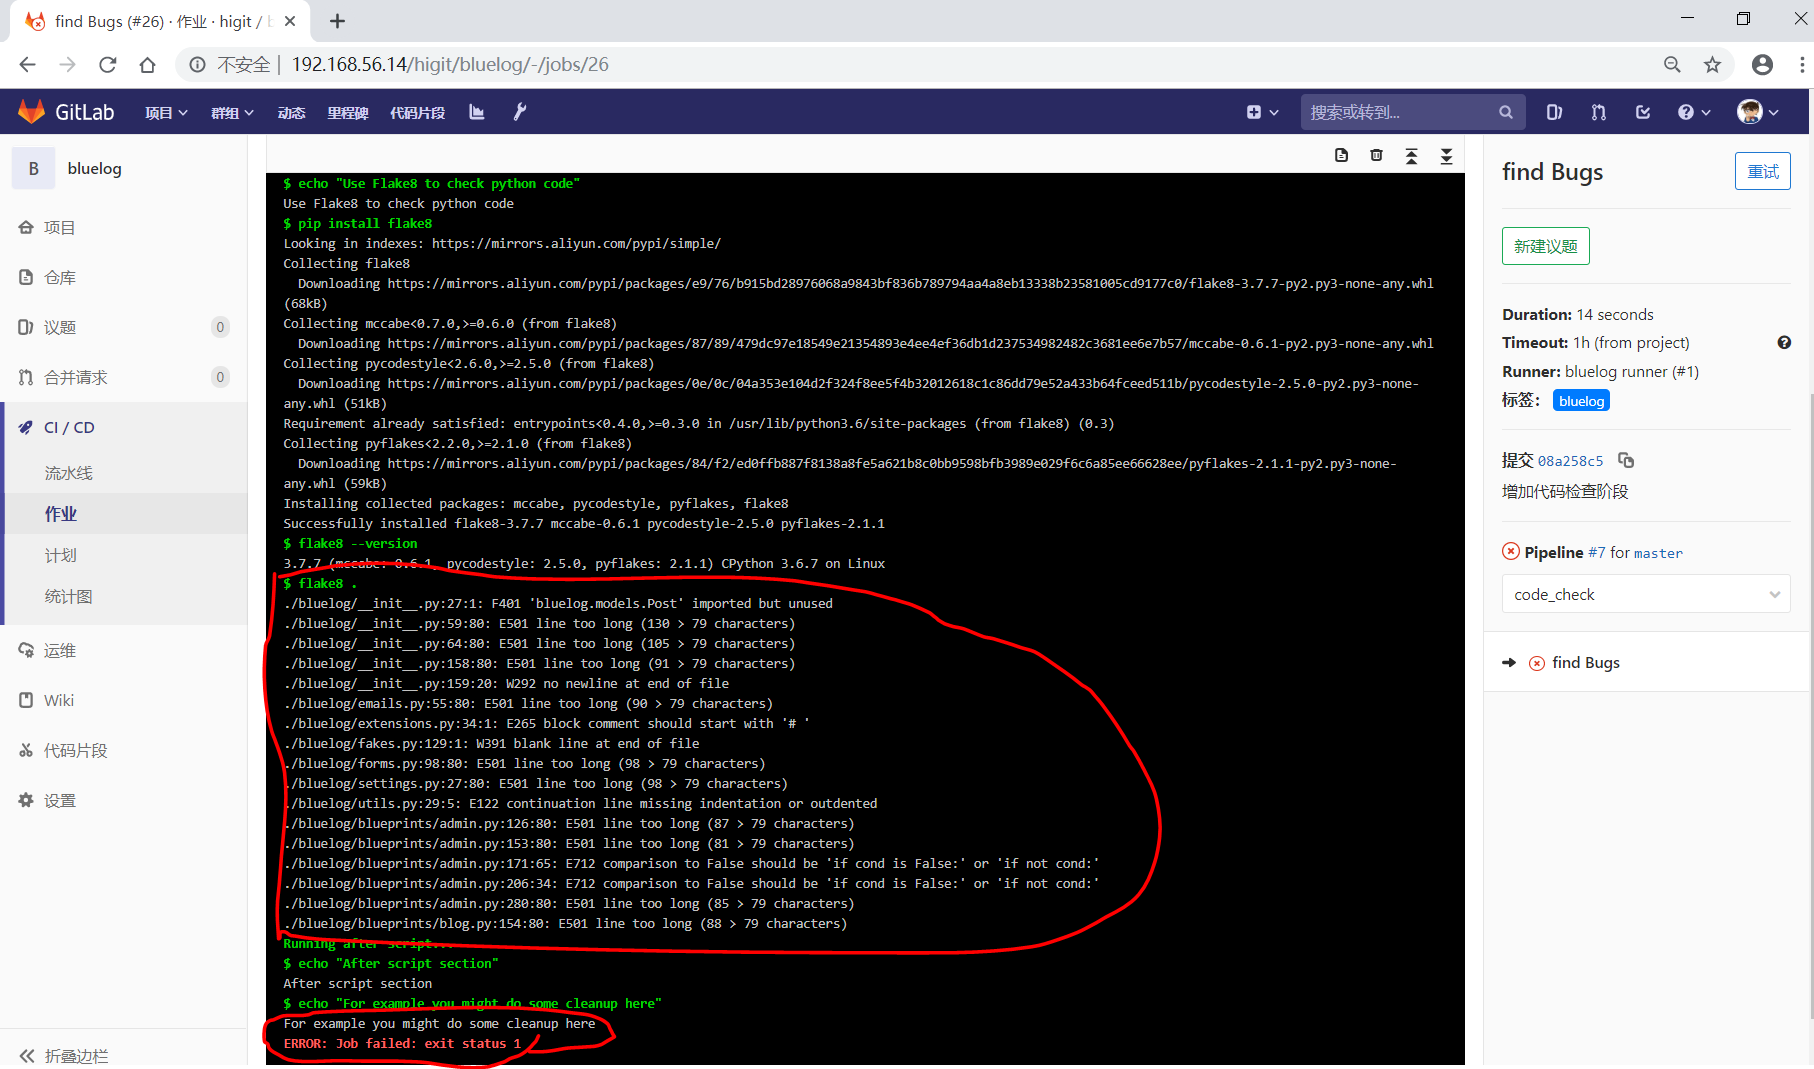 find Bugs (#26) · 作业 · higit /
不安全 | 192.168.56.14/higit/bluelog/-/jobs/26
GitLab 项目 群组 动态 里程碑 代码片段 搜索或转到...
B bluelog
项目
仓库
议题 0
合并请求 0
CI / CD
流水线
作业
计划
统计图
运维
Wiki
代码片段
设置
折叠边栏
$ echo "Use Flake8 to check python code"
Use Flake8 to check python code
$ pip install flake8
Looking in indexes: https://mirrors.aliyun.com/pypi/simple/
Collecting flake8
Downloading https://mirrors.aliyun.com/pypi/packages/e9/76/b915bd28976068a9843bf836b789794aa4a8eb13338b23581005cd9177c0/flake8-3.7.7-py2.py3-none-any.whl
(68kB)
Collecting mccabe<0.7.0,>=0.6.0 (from flake8)
Downloading https://mirrors.aliyun.com/pypi/packages/87/89/479dc97e18549e21354893e4ee4ef36db1d237534982482c3681ee6e7b57/mccabe-0.6.1-py2.py3-none-any.whl
Collecting pycodestyle<2.6.0,>=2.5.0 (from flake8)
Downloading https://mirrors.aliyun.com/pypi/packages/0e/0c/04a353e104d2f324f8ee5f4b32012618c1c86dd79e52a433b64fceed511b/pycodestyle-2.5.0-py2.py3-none-
any.whl (51kB)
Requirement already satisfied: entrypoints<0.4.0,>=0.3.0 in /usr/lib/python3.6/site-packages (from flake8) (0.3)
Collecting pyflakes<2.2.0,>=2.1.0 (from flake8)
Downloading https://mirrors.aliyun.com/pypi/packages/84/f2/ed0ffb887f8138a8fe5a621b8c0bb9598bfb3989e029f6c6a85ee66628ee/pyflakes-2.1.1-py2.py3-none-
any.whl (59kB)
Installing collected packages: mccabe, pycodestyle, pyflakes, flake8
Successfully installed flake8-3.7.7 mccabe-0.6.1 pycodestyle-2.5.0 pyflakes-2.1.1
$ flake8 --version
3.7.7 (mccabe: 0.6.1, pycodestyle: 2.5.0, pyflakes: 2.1.1) CPython 3.6.7 on Linux
$ flake8 .
./bluelog/__init__.py:27:1: F401 'bluelog.models.Post' imported but unused
./bluelog/__init__.py:59:80: E501 line too long (130 > 79 characters)
./bluelog/__init__.py:64:80: E501 line too long (105 > 79 characters)
./bluelog/__init__.py:158:80: E501 line too long (91 > 79 characters)
./bluelog/__init__.py:159:20: W292 no newline at end of file
./bluelog/emails.py:55:80: E501 line too long (90 > 79 characters)
./bluelog/extensions.py:34:1: E265 block comment should start with '# '
./bluelog/fakes.py:129:1: W391 blank line at end of file
./bluelog/forms.py:98:80: E501 line too long (98 > 79 characters)
./bluelog/settings.py:27:80: E501 line too long (98 > 79 characters)
./bluelog/utils.py:29:5: E122 continuation line missing indentation or outdented
./bluelog/blueprints/admin.py:126:80: E501 line too long (87 > 79 characters)
./bluelog/blueprints/admin.py:153:80: E501 line too long (81 > 79 characters)
./bluelog/blueprints/admin.py:171:65: E712 comparison to False should be 'if cond is False:' or 'if not cond:'
./bluelog/blueprints/admin.py:206:34: E712 comparison to False should be 'if cond is False:' or 'if not cond:'
./bluelog/blueprints/admin.py:280:80: E501 line too long (85 > 79 characters)
./bluelog/blueprints/blog.py:154:80: E501 line too long (88 > 79 characters)
Running after script...
$ echo "After script section"
After script section
$ echo "For example you might do some cleanup here"
For example you might do some cleanup here
ERROR: Job failed: exit status 1
find Bugs 重试
新建议题
Duration: 14 seconds
Timeout: 1h (from project)
Runner: bluelog runner (#1)
标签: bluelog
提交 08a258c5
增加代码检查阶段
Pipeline #7 for master
code_check
find Bugs